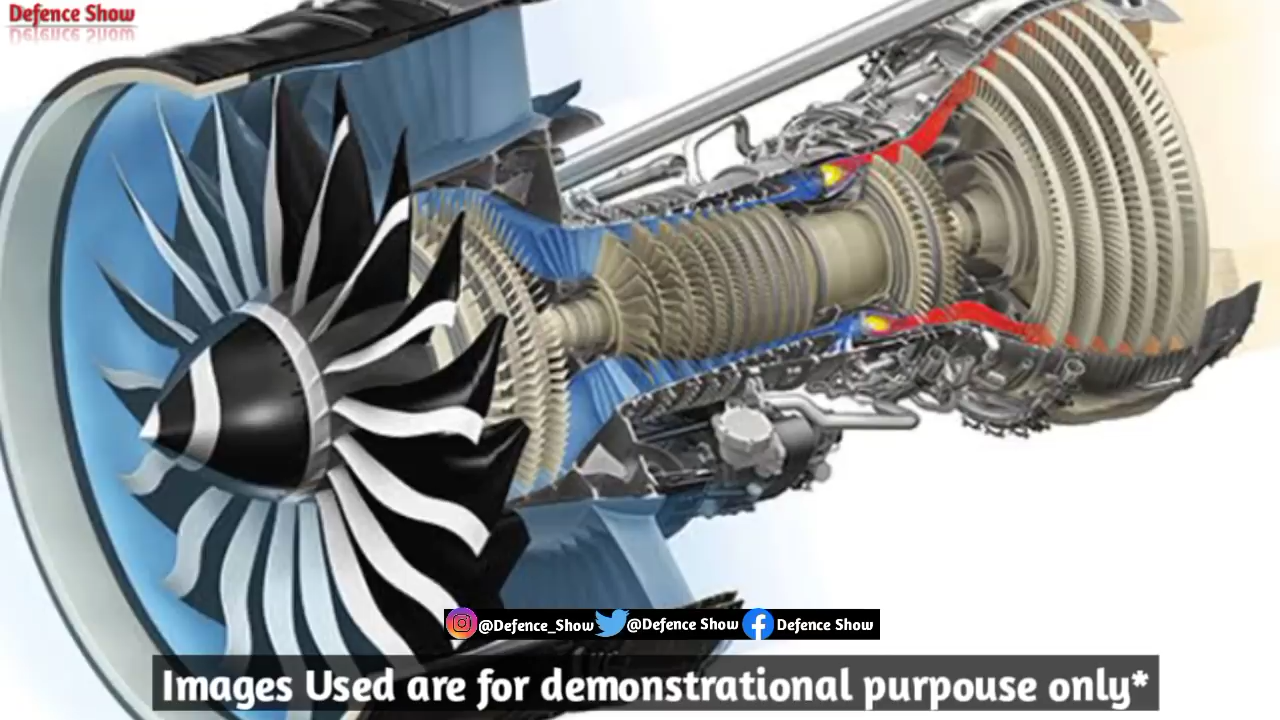 Defence Show
@Defence_Show @Defence Show Defence Show
Images Used are for demonstrational purpouse only*